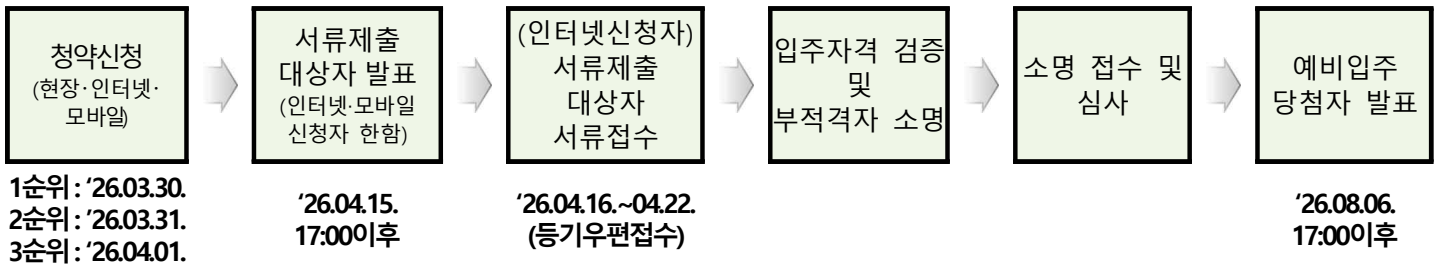 청약신청
(현장·인터넷·
모바일)
서류제출
대상자 발표
(인터넷·모바일
신청자 한함)
(인터넷신청자)
서류제출
대상자
서류접수
입주자격 검증
및
부적격자 소명
소명 접수 및
심사
예비입주
당첨자 발표
1순위 : ‘26.03.30.
2순위 : ’26.03.31.
3순위 : ‘26.04.01.
‘26.04.15.
17:00이후
‘26.04.16.~04.22.
(등기우편접수)
‘26.08.06.
17:00이후